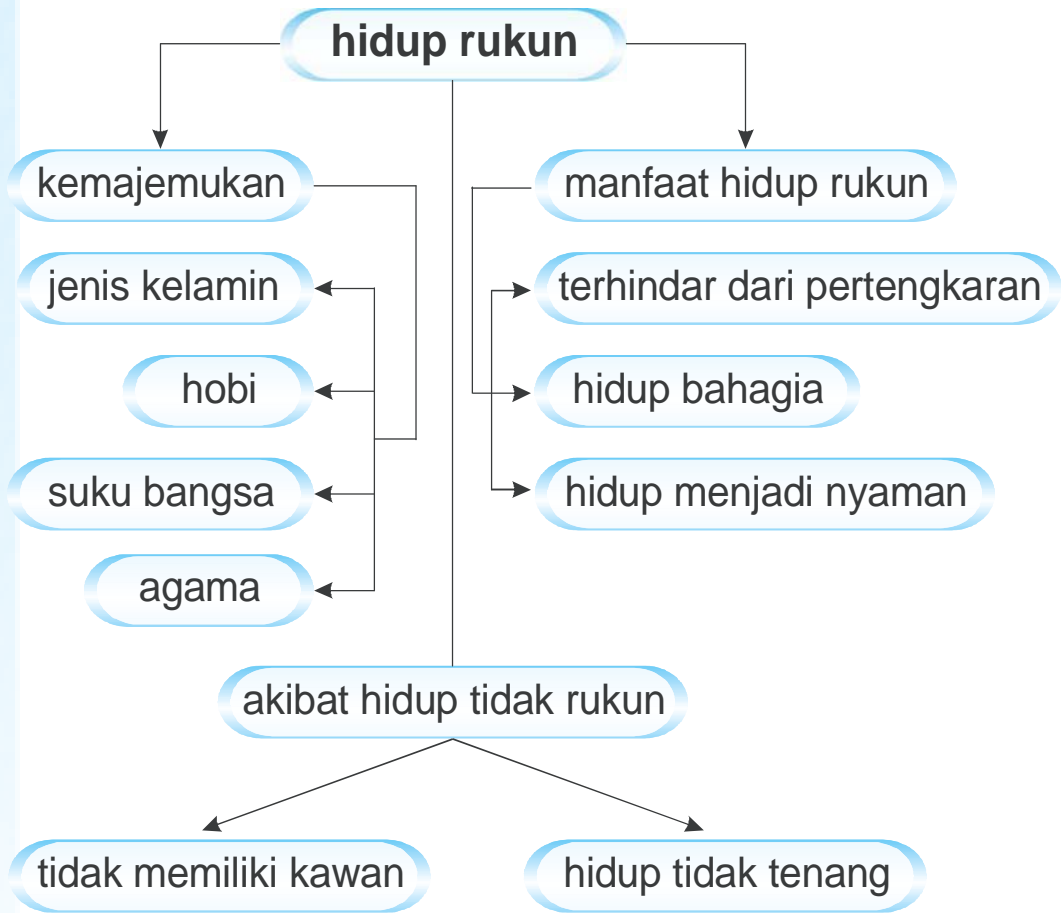 hidup rukun
kemajemukan
jenis kelamin
hobi
suku bangsa
agama
manfaat hidup rukun
terhindar dari pertengkaran
hidup bahagia
hidup menjadi nyaman
akibat hidup tidak rukun
tidak memiliki kawan
hidup tidak tenang